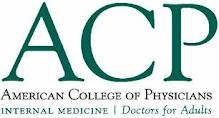 ACP
AMERICAN COLLEGE OF PHYSICIANS
INTERNAL MEDICINE | Doctors for Adults